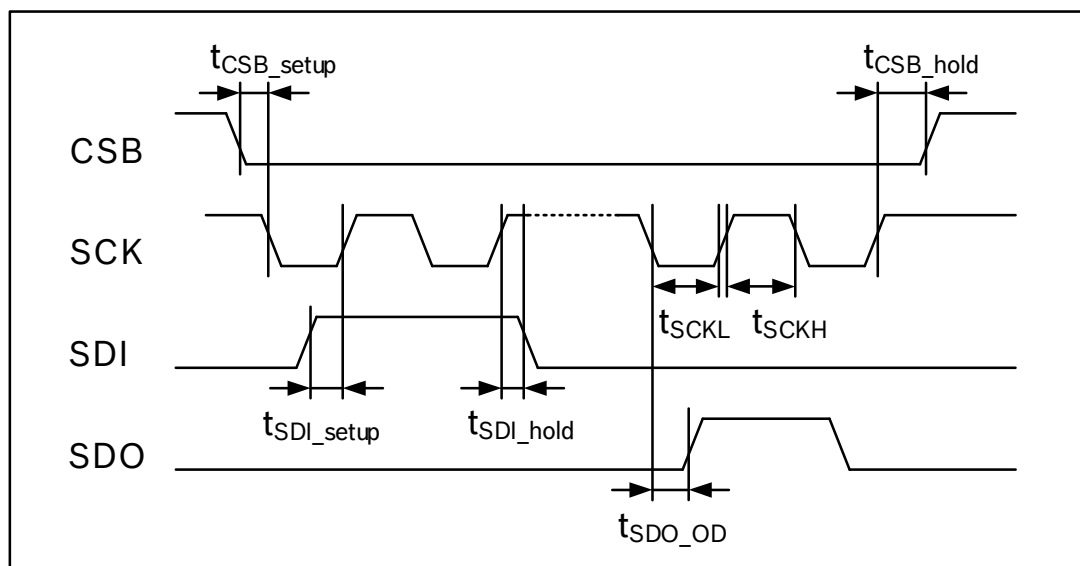 tCSB_setup
tCSB_hold
CSB
SCK
tSCKL
tSCKH
SDI
tSDI_setup
tSDI_hold
SDO
tSDO_OD